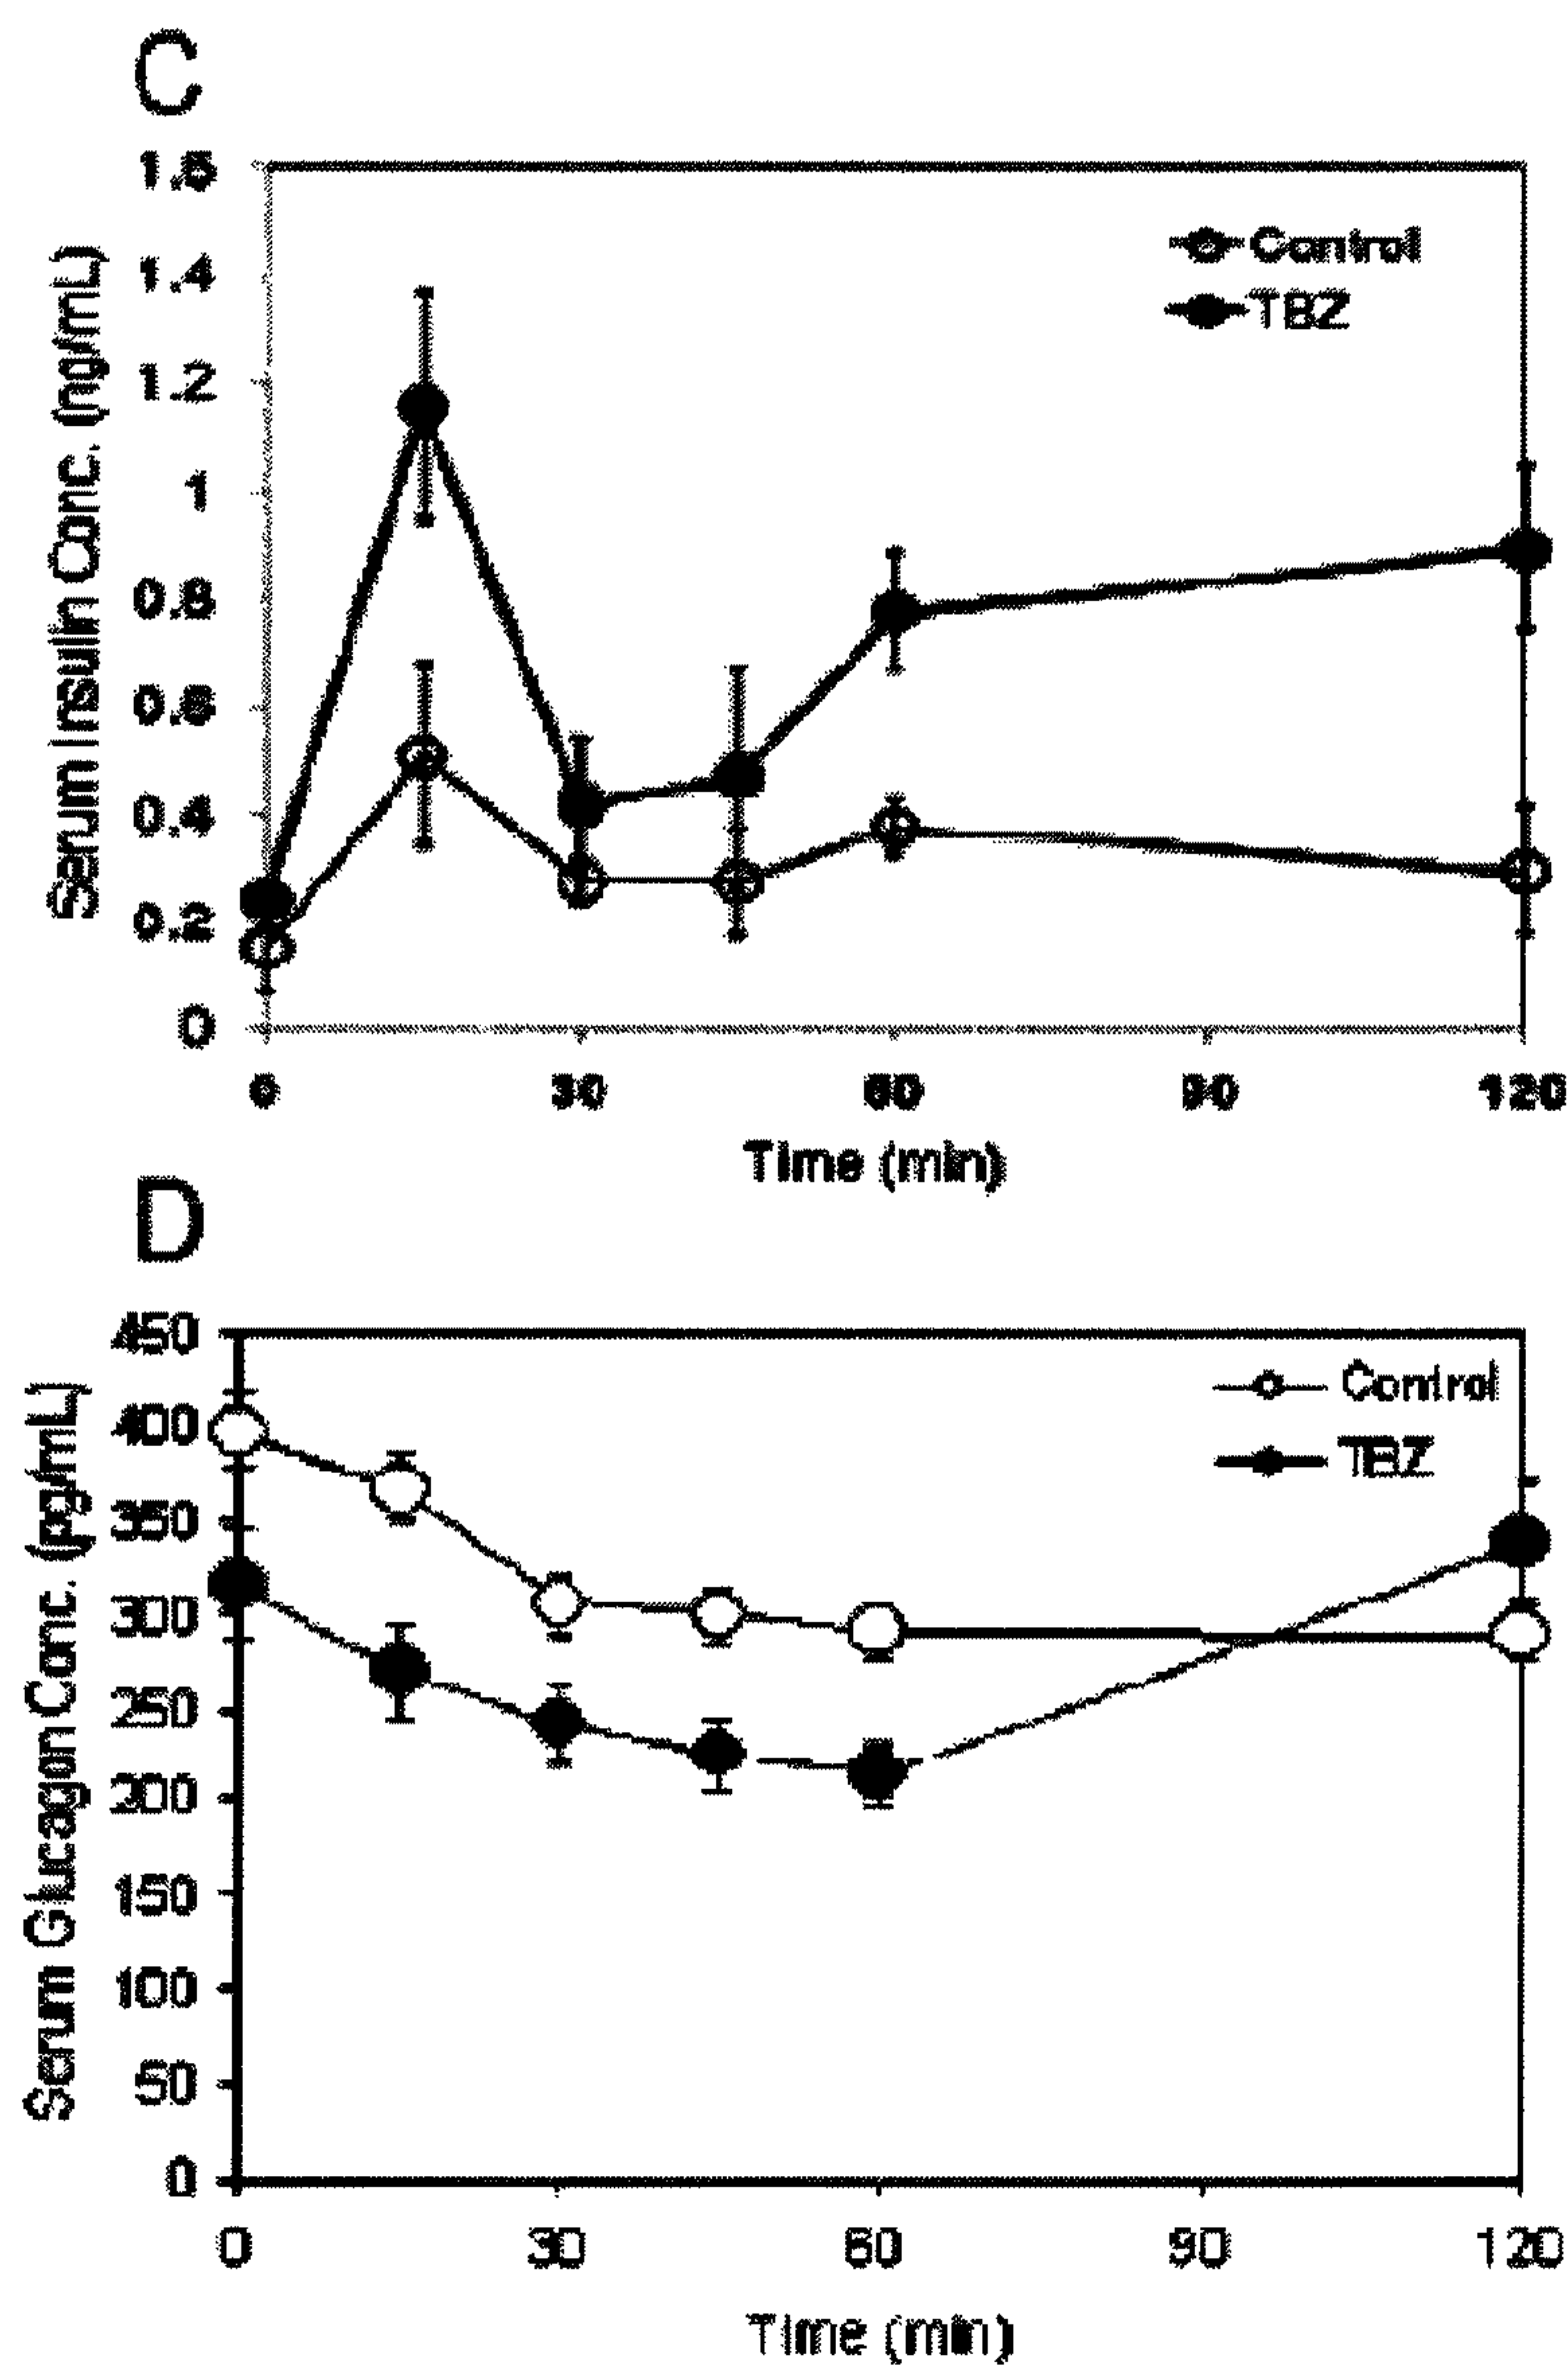 C
1.6
1.4
1.2
1
0.8
0.6
0.4
0.2
0
Serum Insulin Conc. (ng/mL)
Control
TBZ
0 30 60 90 120
Time (min)
D
450
400
350
300
250
200
150
100
50
0
Serum Glucagon Conc. (pg/mL)
Control
TBZ
0 30 60 90 120
Time (min)